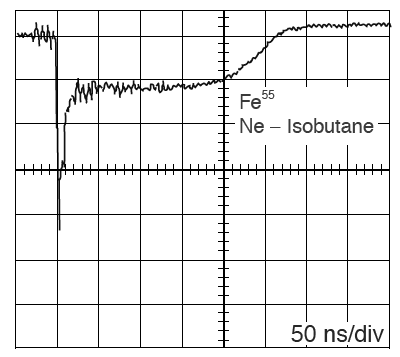 Fe55
Ne – Isobutane
50 ns/div